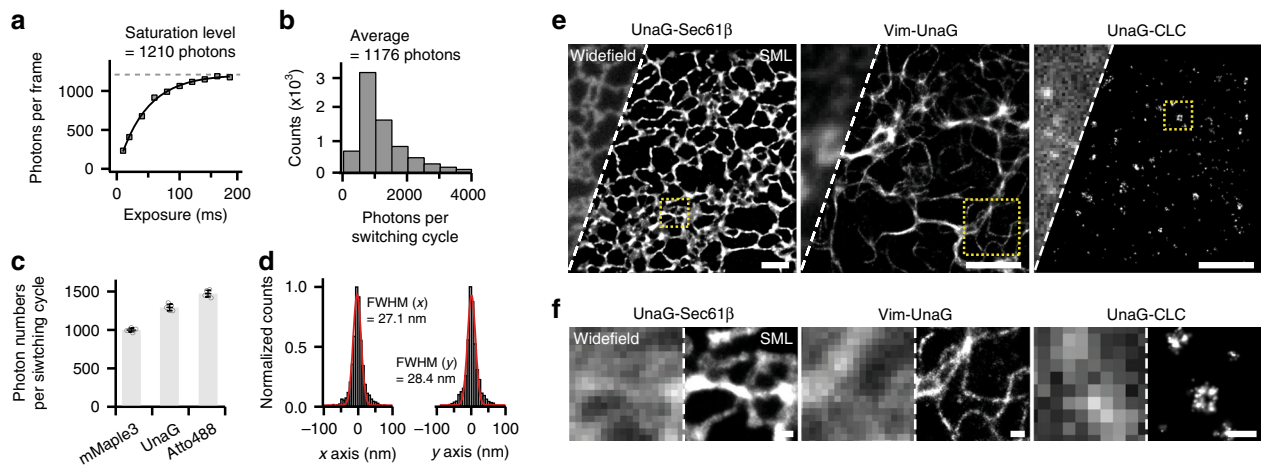 a
Saturation level
= 1210 photons
Photons per frame
1000
500
0
0
100
200
Exposure (ms)
b
Average
= 1176 photons
Counts (x10³)
3
2
1
0
0
2000
4000
Photons per
switching cycle
c
Photon numbers
per siwtching cycle
1500
1000
500
0
mMaple3
UnaG
Atto488
d
Normalized counts
1.0
0.5
0.0
FWHM (x)
= 27.1 nm
FWHM (y)
= 28.4 nm
−100
0
100
−100
0
100
x axis (nm)
y axis (nm)
e
UnaG-Sec61β
Vim-UnaG
UnaG-CLC
Widefield
SML
f
UnaG-Sec61β
Vim-UnaG
UnaG-CLC
Widefield
SML